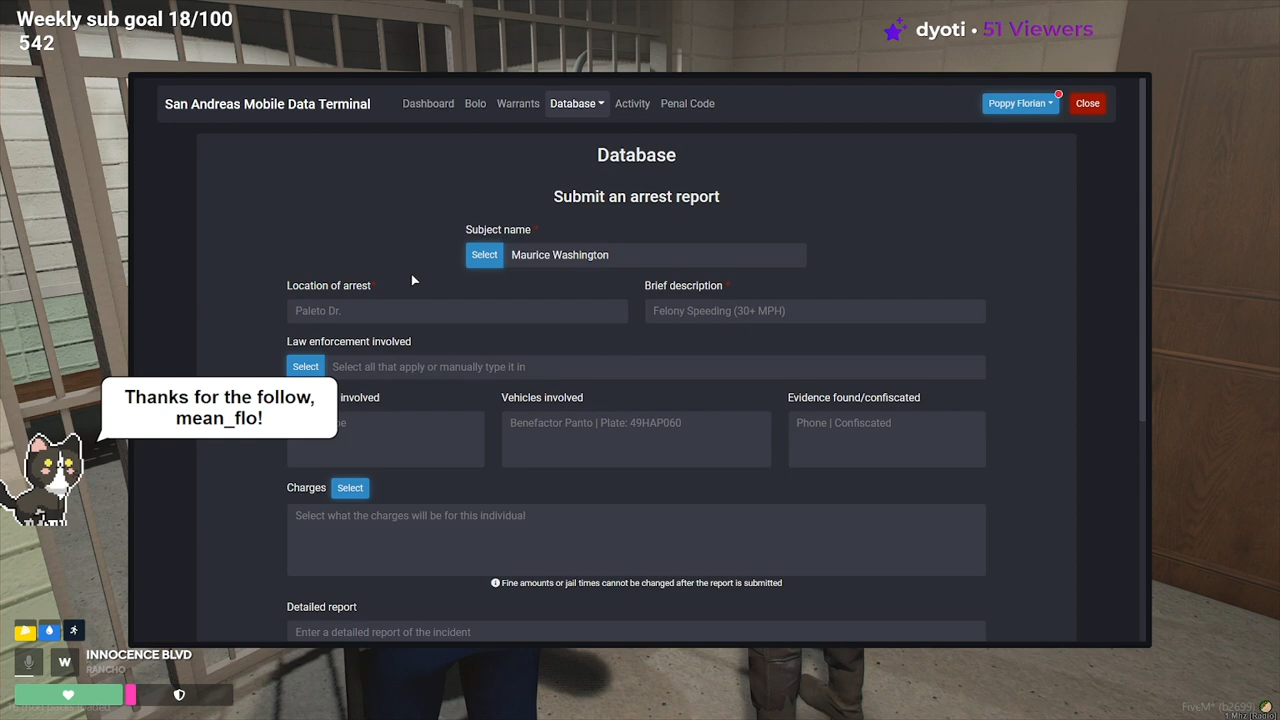 Weekly sub goal 18/100
542
dyoti • 51 Viewers
San Andreas Mobile Data Terminal
Dashboard
Bolo
Warrants
Database
Activity
Penal Code
Poppy Florian
Close
Database
Submit an arrest report
Subject name *
Select
Maurice Washington
Location of arrest*
Brief description *
Paleto Dr.
Felony Speeding (30+ MPH)
Law enforcement involved
Select
Select all that apply or manually type it in
involved
Vehicles involved
Evidence found/confiscated
Benefactor Panto | Plate: 49HAP060
Phone | Confiscated
Thanks for the follow,
mean_flo!
Charges
Select
Select what the charges will be for this individual
Fine amounts or jail times cannot be changed after the report is submitted
Detailed report
Enter a detailed report of the incident
W
INNOCENCE BLVD
RANCHO
FiveM* (b2699)
1 Mhz [Radio]